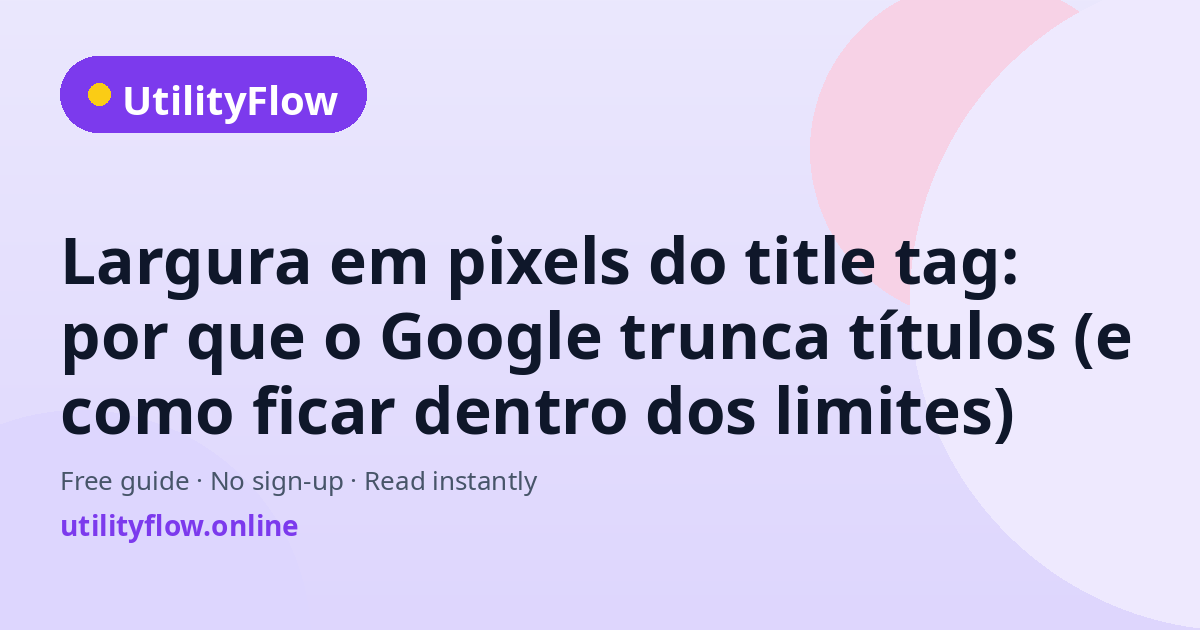 UtilityFlow
Largura em pixels do title tag:
por que o Google trunca títulos (e
como ficar dentro dos limites)
Free guide · No sign-up · Read instantly
utilityflow.online